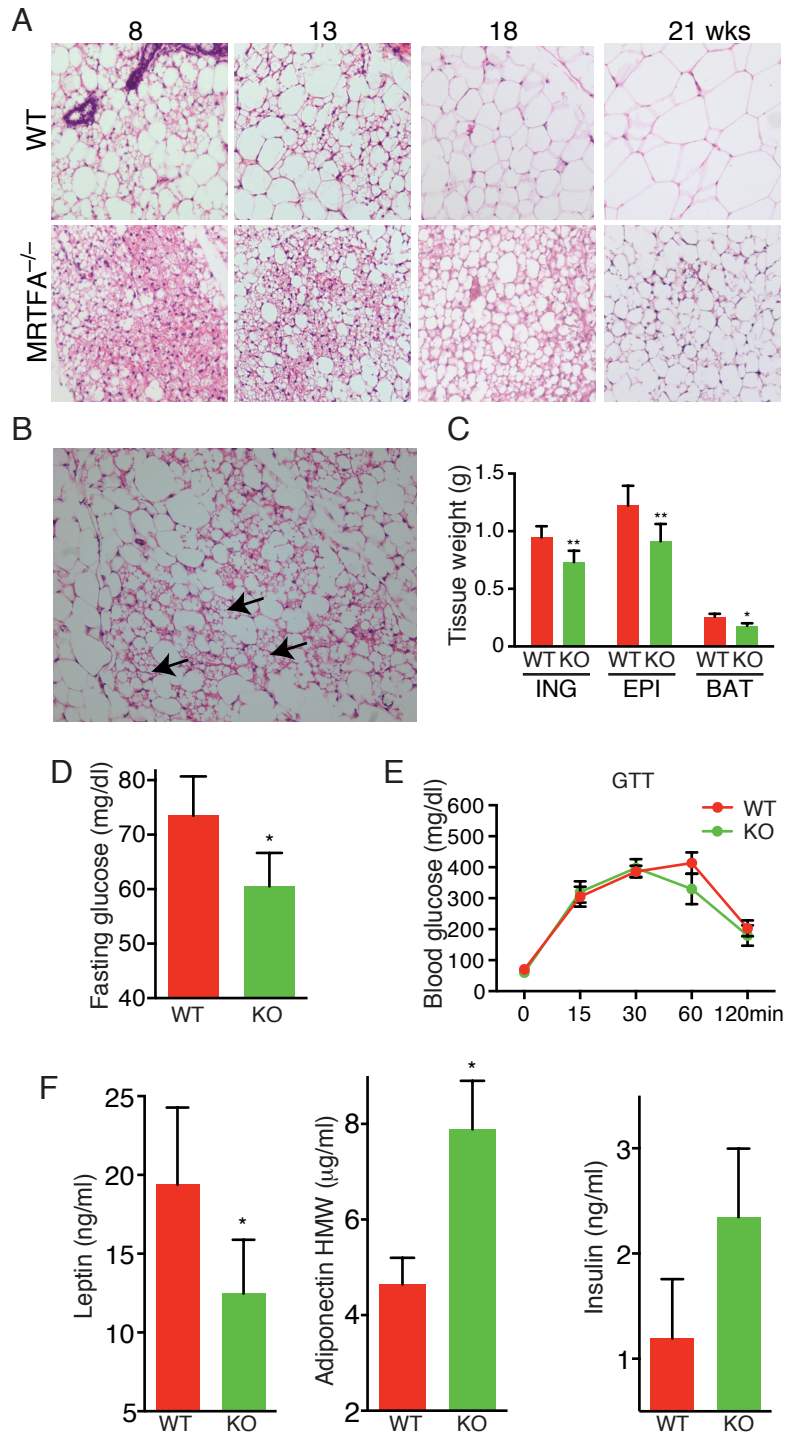 A
8 13 18 21 wks
WT
MRTFA⁻/⁻
B
C
Tissue weight (g)
1.5
1.0
0.5
0
** ** *
WT KO WT KO WT KO
ING EPI BAT
D
Fasting glucose (mg/dl)
80
70
60
50
40
*
WT KO
E
GTT
Blood glucose (mg/dl)
600
500
400
300
200
100
0
WT
KO
0 15 30 60 120min
F
Leptin (ng/ml)
25
20
15
10
5
*
WT KO
Adiponectin HMW (µg/ml)
8
6
4
2
*
WT KO
Insulin (ng/ml)
3
2
1
WT KO